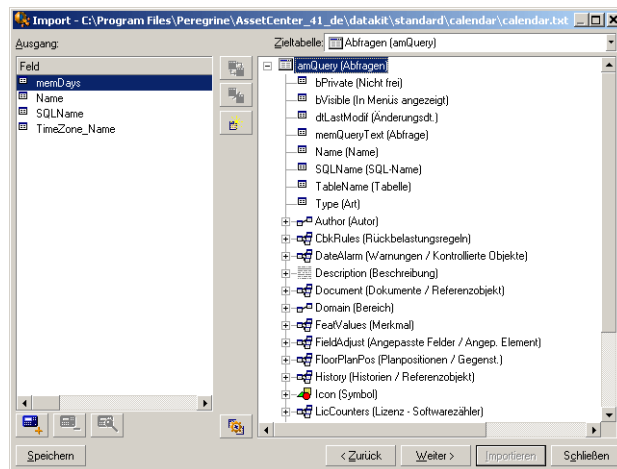 Import - C:\Program Files\Peregrine\AssetCenter_41_de\datakit\standard\calendar\calendar.txt
Ausgang:
Zieltabelle: Abfragen (amQuery)
Feld
memDays
Name
SQLName
TimeZone_Name
amQuery (Abfragen)
bPrivate (Nicht frei)
bVisible (In Menüs angezeigt)
dtLastModif (Änderungsdt.)
memQueryText (Abfrage)
Name (Name)
SQLName (SQL-Name)
TableName (Tabelle)
Type (Art)
Author (Autor)
CbkRules (Rückbelastungsregeln)
DateAlarm (Warnungen / Kontrollierte Objekte)
Description (Beschreibung)
Document (Dokumente / Referenzobjekt)
Domain (Bereich)
FeatValues (Merkmal)
FieldAdjust (Angepasste Felder / Angep. Element)
FloorPlanPos (Planpositionen / Gegenst.)
History (Historien / Referenzobjekt)
Icon (Symbol)
LicCounters (Lizenz - Softwarezähler)
Speichern
< Zurück
Weiter >
Importieren
Schließen